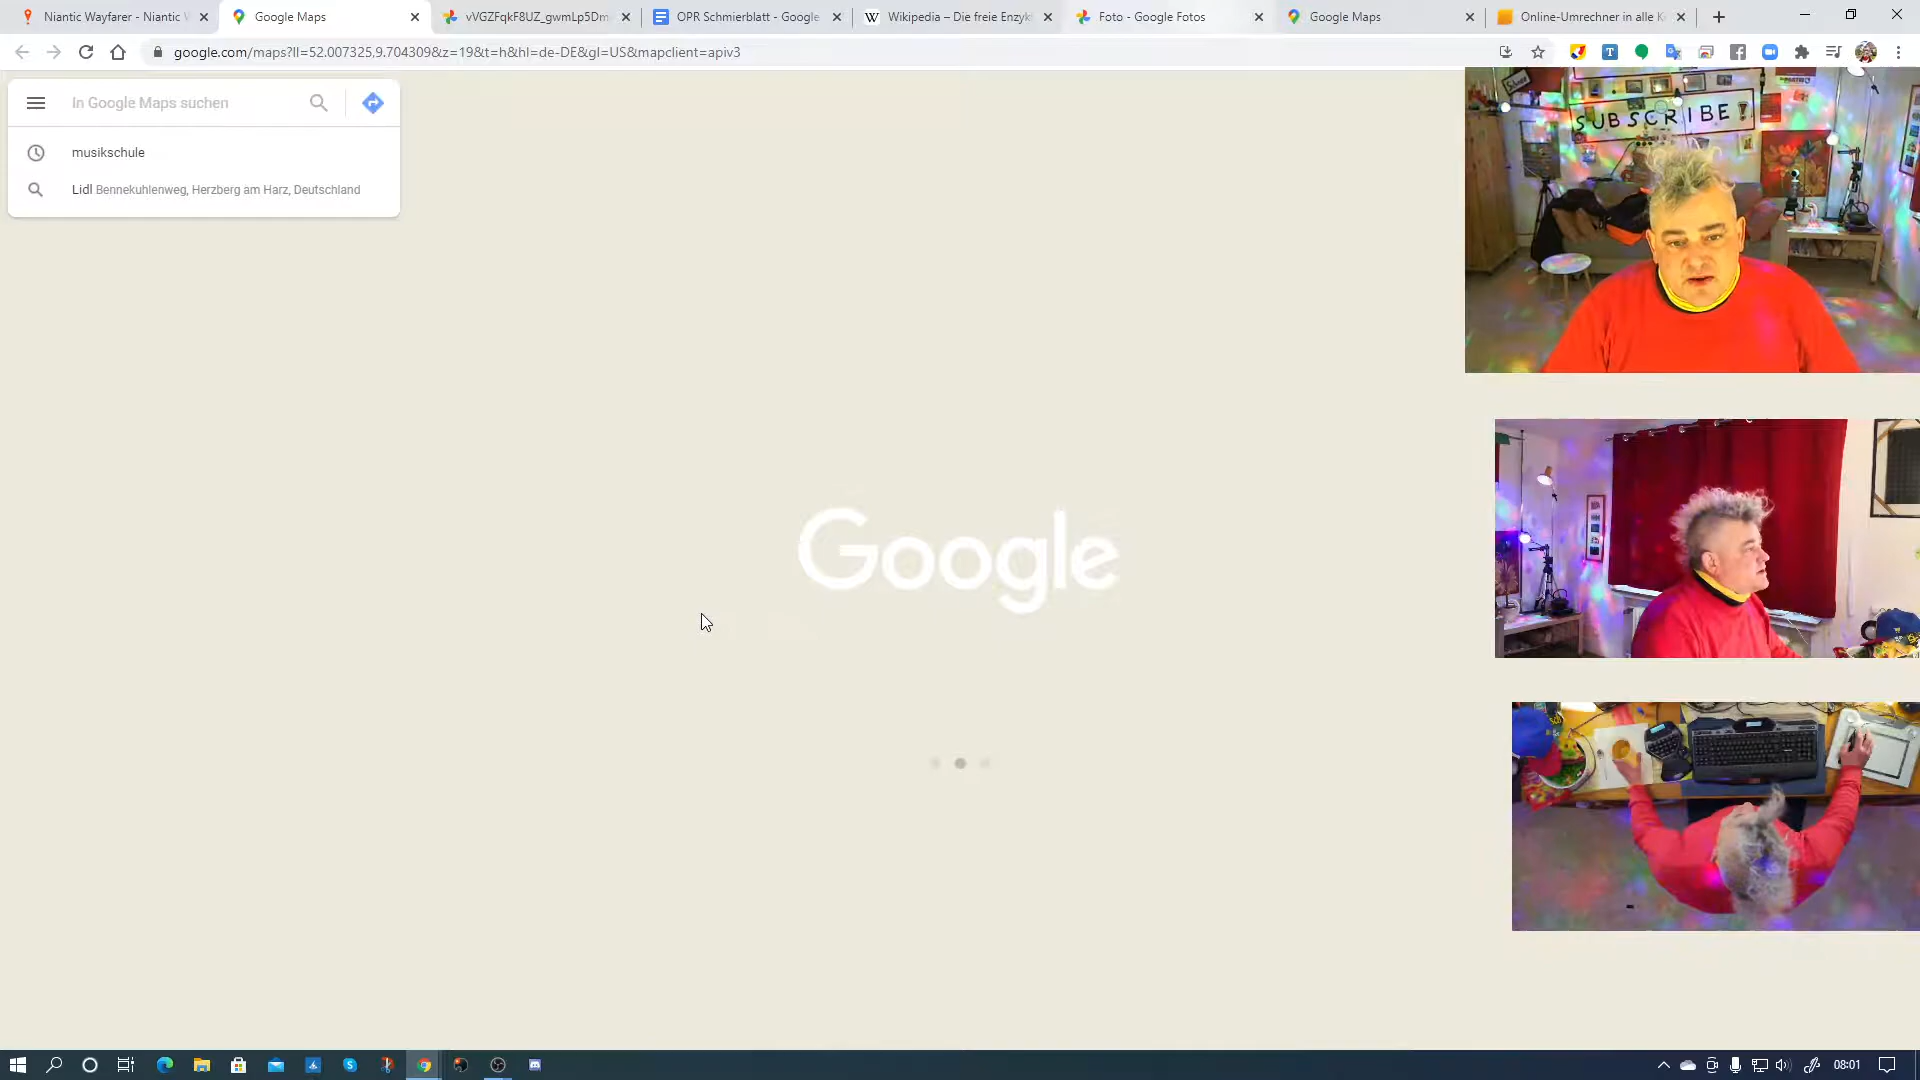 Niantic Wayfarer - Niantic W
Google Maps
vVGZFqkF8UZ_gwmLp5Dm
OPR Schmierblatt - Google
Wikipedia – Die freie Enzykl
Foto - Google Fotos
Google Maps
Online-Umrechner in alle K
google.com/maps?ll=52.007325,9.704309&z=19&t=h&hl=de-DE&gl=US&mapclient=apiv3
In Google Maps suchen
musikschule
Lidl Bennekuhlenweg, Herzberg am Harz, Deutschland
SUBSCRIBE!
Google
08:01